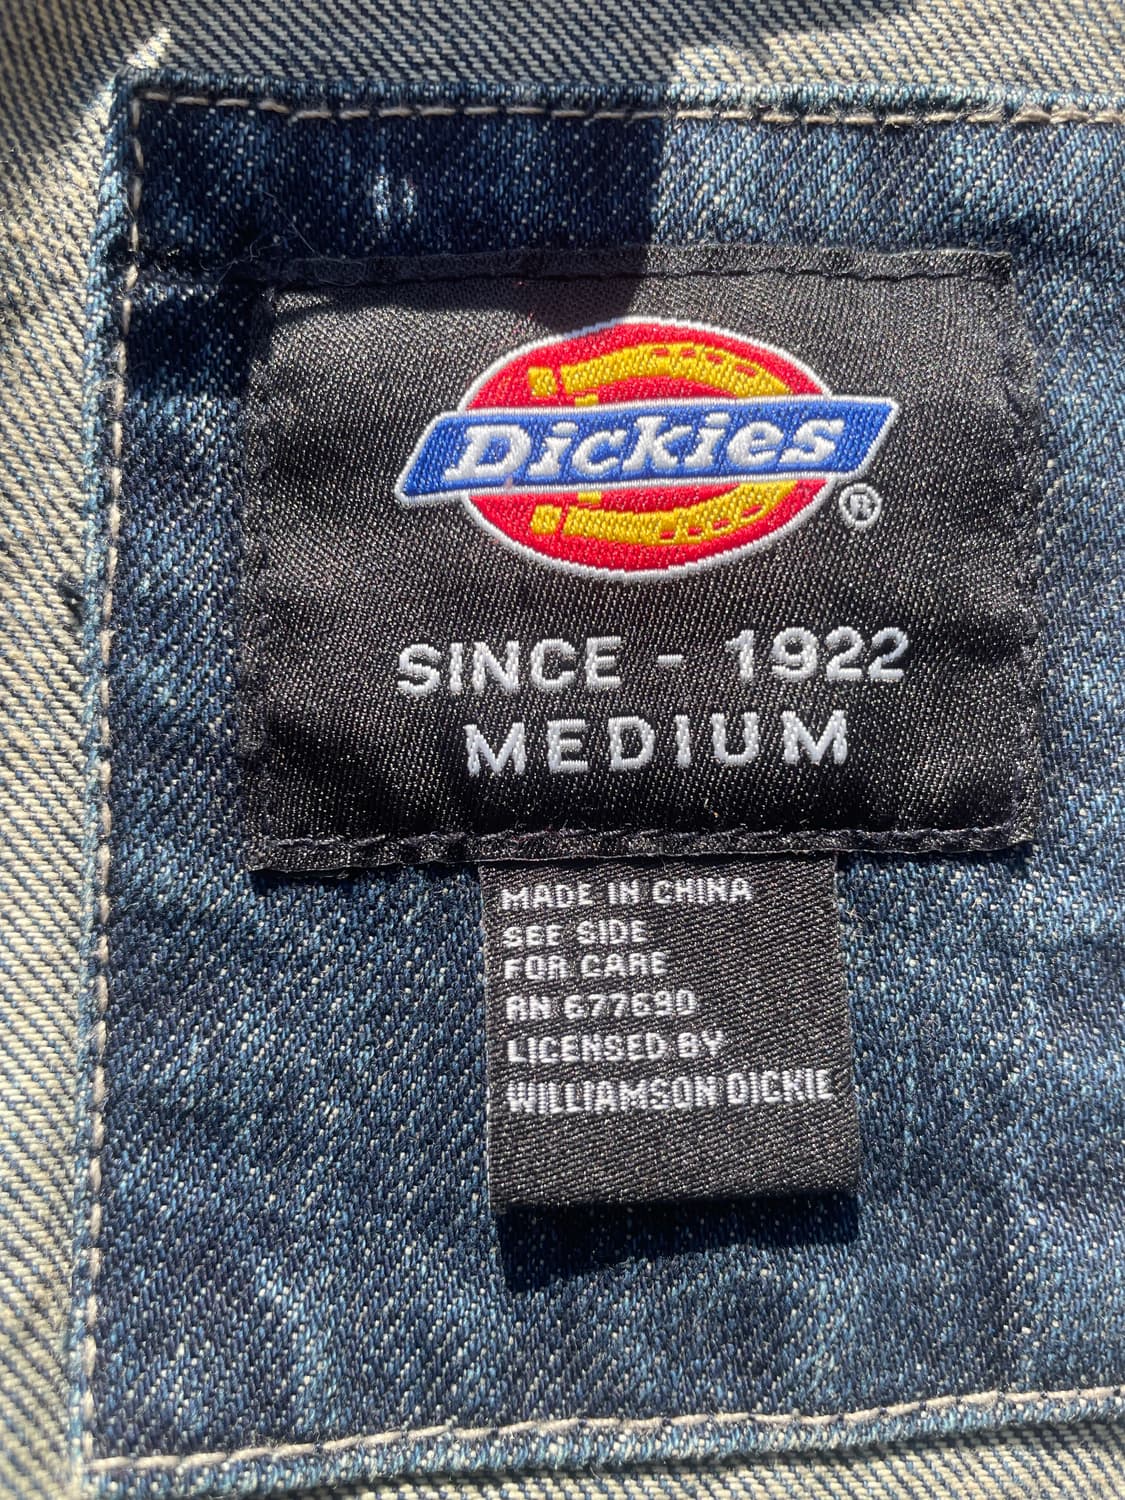 Dickies®
SINCE - 1922
MEDIUM
MADE IN CHINA
SEE SIDE
FOR CARE
RN 677690
LICENSED BY
WILLIAMSON DICKIE